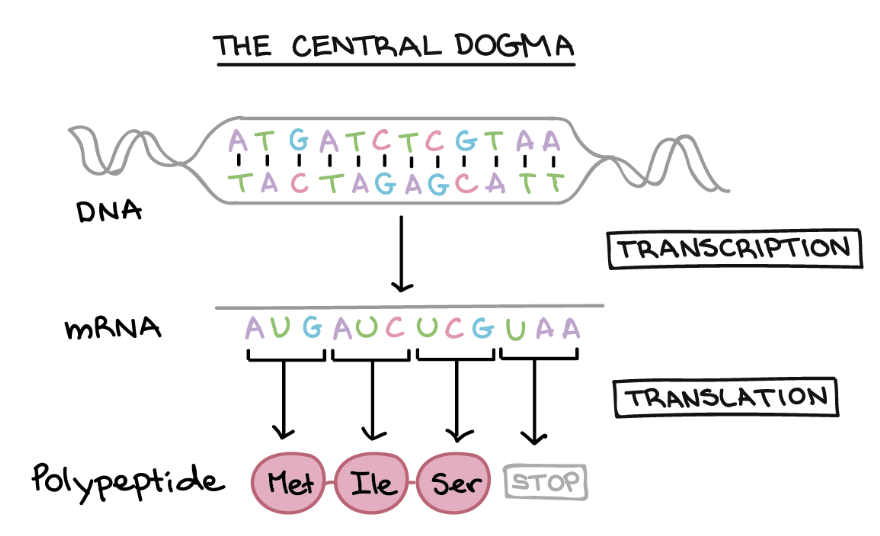 THE CENTRAL DOGMA
ATGATCTCGTAA
TACTAGAGCATT
DNA
TRANSCRIPTION
mRNA AUGAUCUCGUAA
TRANSLATION
Polypeptide Met Ile Ser STOP